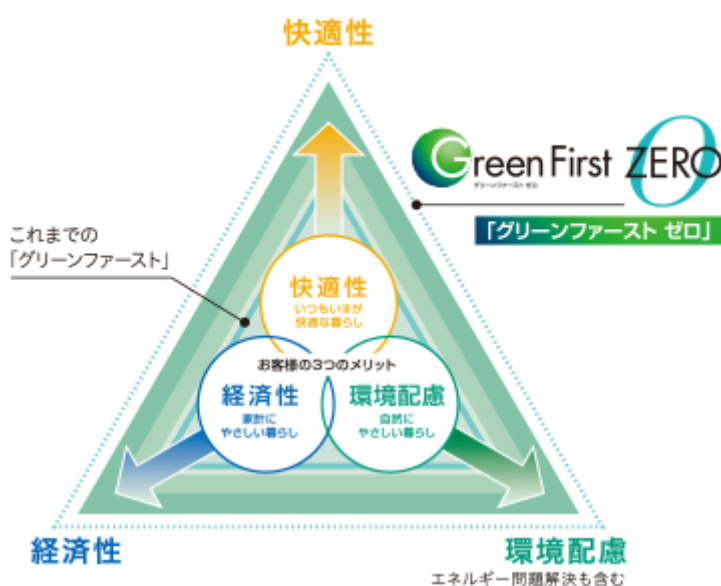 快適性
Green First ZERO
グリーンファースト ゼロ
「グリーンファースト ゼロ」
これまでの
「グリーンファースト」
快適性
いつもいまが
快適な暮らし
お客様の3つのメリット
経済性
家計に
やさしい暮らし
環境配慮
自然に
やさしい暮らし
経済性
環境配慮
エネルギー問題解決も含む